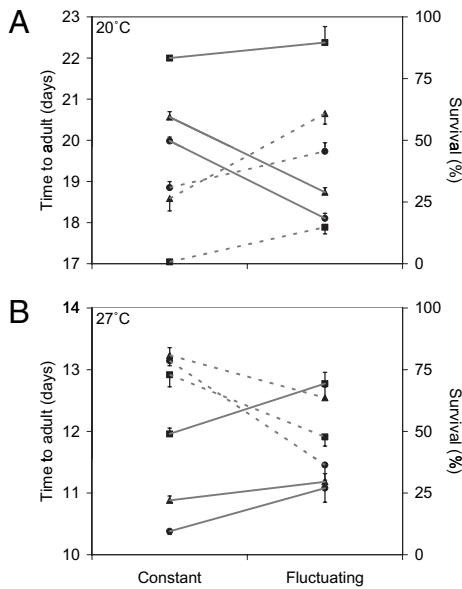 A
20˚C
Time to adult (days)
23
22
21
20
19
18
17
100
75
50
25
0
Survival (%)
B
27˚C
Time to adult (days)
14
13
12
11
10
100
75
50
25
0
Survival (%)
Constant
Fluctuating